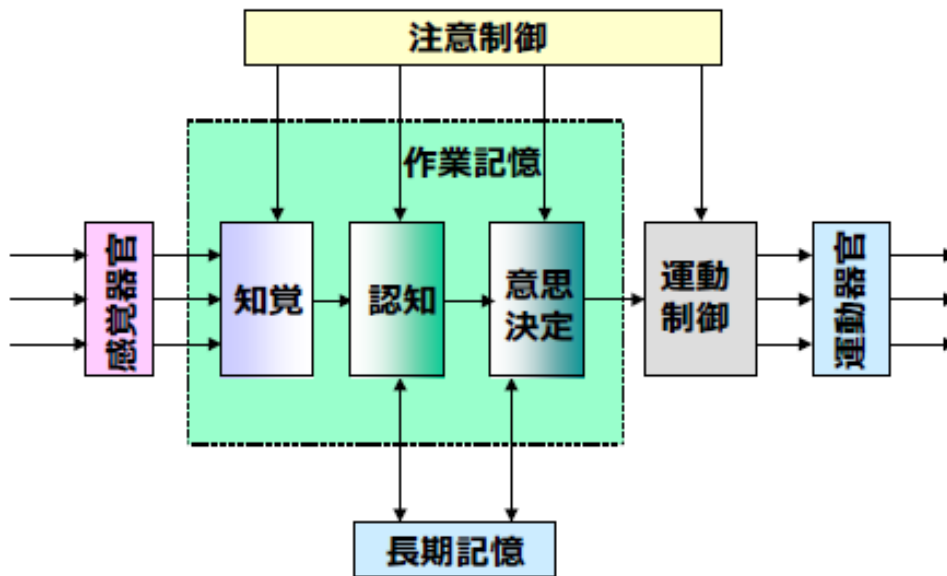 注意制御
作業記憶
感覚器官
知覚
認知
意思
決定
運動
制御
運動器官
長期記憶